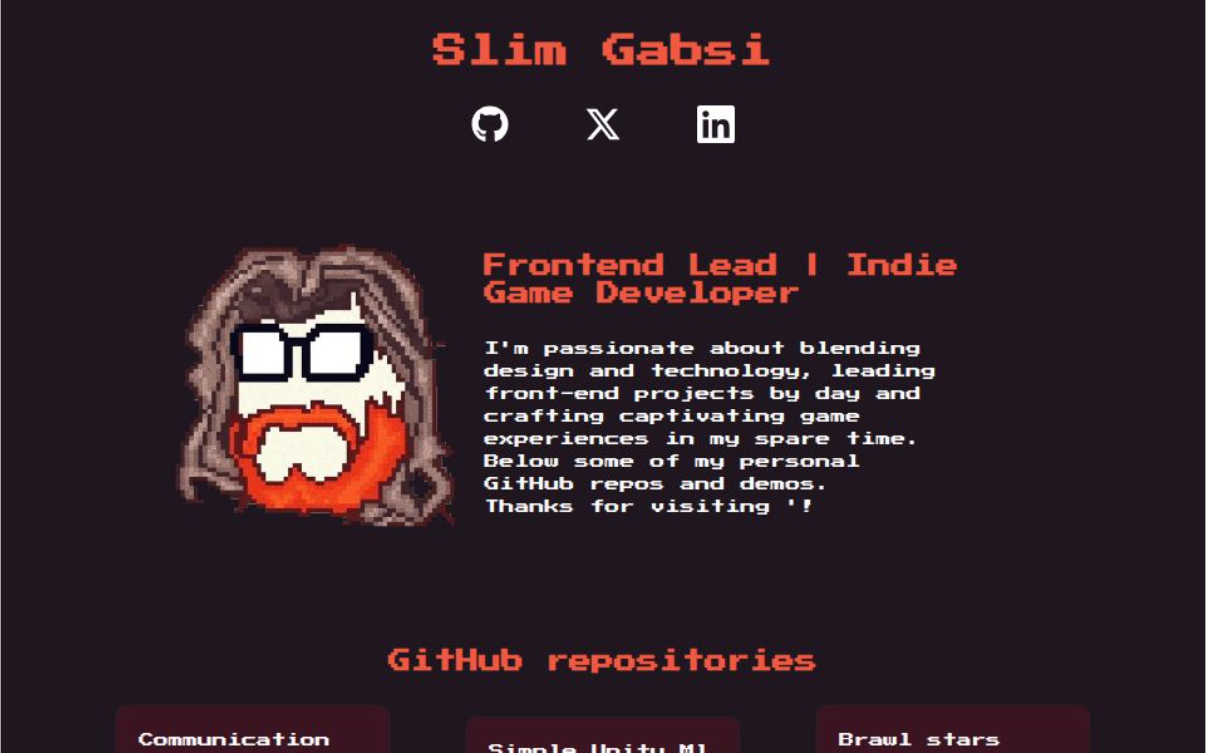 Slim Gabsi
in
Frontend Lead | Indie
Game Developer
I'm passionate about blending
design and technology, leading
front-end projects by day and
crafting captivating game
experiences in my spare time.
Below some of my personal
GitHub repos and demos.
Thanks for visiting '!
GitHub repositories
Communication
Simple Unity Ml
Brawl stars